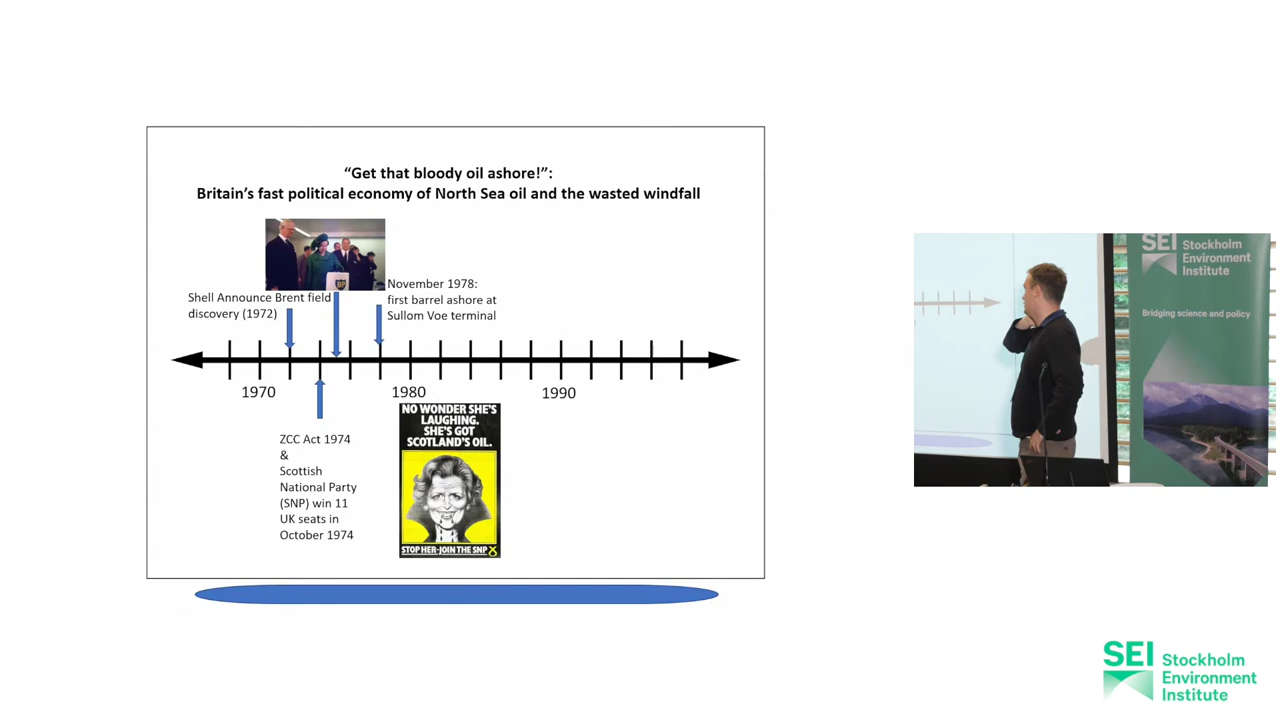 “Get that bloody oil ashore!”:
Britain’s fast political economy of North Sea oil and the wasted windfall
BP
Shell Announce Brent field
discovery (1972)
November 1978:
first barrel ashore at
Sullom Voe terminal
1970
1980
1990
ZCC Act 1974
&
Scottish
National Party
(SNP) win 11
UK seats in
October 1974
NO WONDER SHE'S
LAUGHING.
SHE'S GOT
SCOTLAND'S OIL.
STOP HER-JOIN THE SNP
SEI Stockholm
Environment
Institute
Bridging science and policy
SEI Stockholm
Environment
Institute